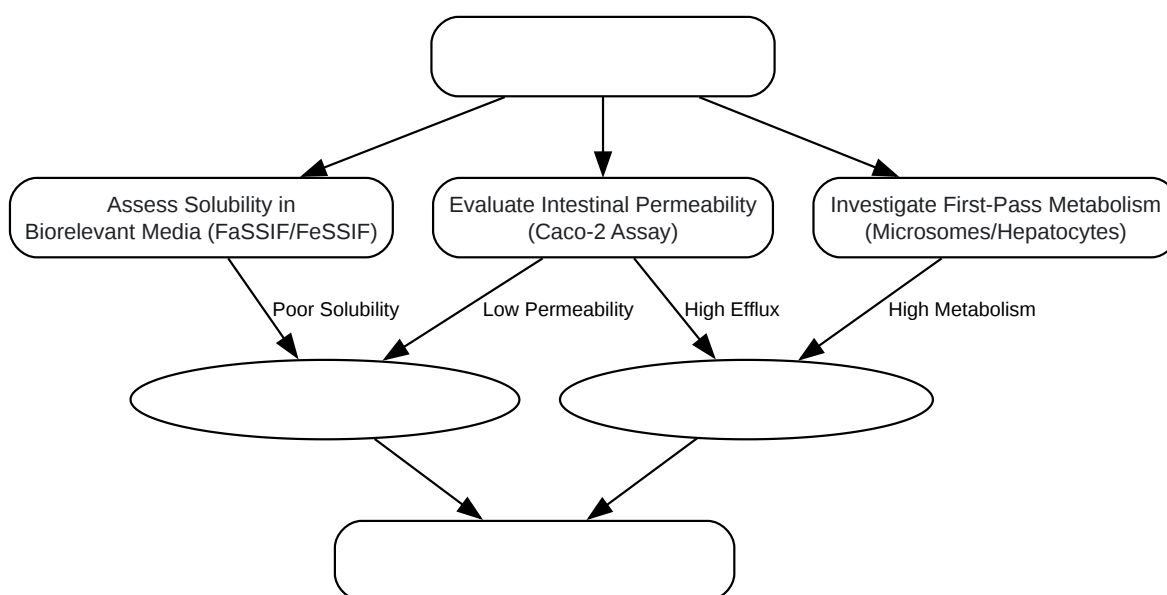 Assess Solubility in
Biorelevant Media (FaSSIF/FeSSIF)
Evaluate Intestinal Permeability
(Caco-2 Assay)
Investigate First-Pass Metabolism
(Microsomes/Hepatocytes)
Poor Solubility
Low Permeability
High Efflux
High Metabolism